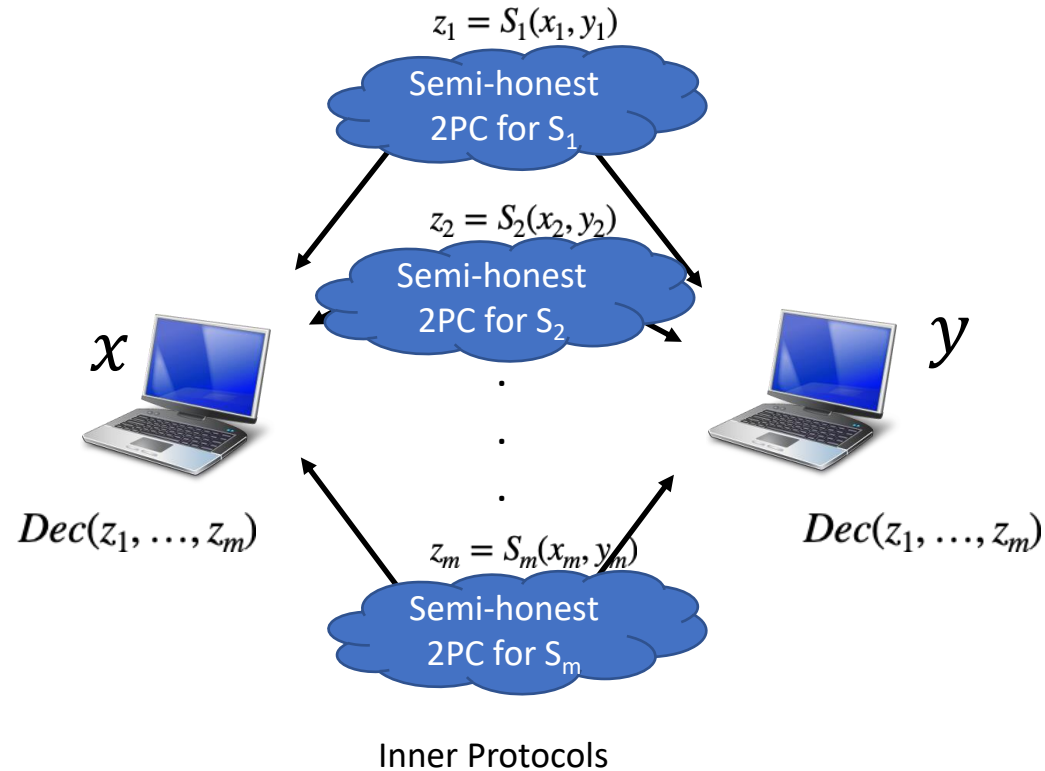 z₁ = S₁(x₁, y₁)
Semi-honest
2PC for S₁
z₂ = S₂(x₂, y₂)
Semi-honest
2PC for S₂
x
y
.
.
.
Dec(z₁, …, zₘ)
Dec(z₁, …, zₘ)
zₘ = Sₘ(xₘ, yₘ)
Semi-honest
2PC for Sₘ
Inner Protocols